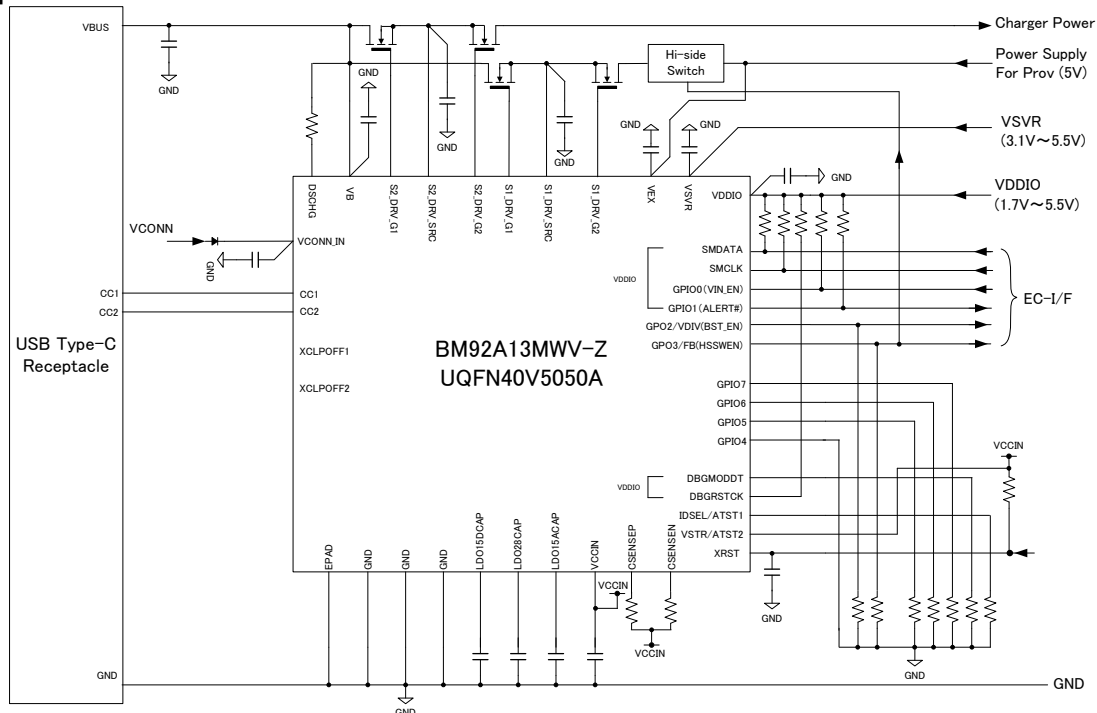 VBUS
Charger Power
Hi-side
Switch
Power Supply
For Prov (5V)
GND
GND
GND
GND
GND
GND
VSVR
(3.1V～5.5V)
GND
VDDIO
(1.7V～5.5V)
DSCHG
VB
S2_DRV_G1
S2_DRV_SRC
S2_DRV_G2
S1_DRV_G1
S1_DRV_SRC
S1_DRV_G2
VEX
VSVR
VDDIO
VCONN
VCONN_IN
GND
SMDATA
SMCLK
VDDIO
GPIO0(VIN_EN)
GPIO1(ALERT#)
GPO2/VDIV(BST_EN)
GPO3/FB(HSSWEN)
EC-I/F
CC1
CC1
CC2
CC2
USB Type-C
Receptacle
XCLPOFF1
XCLPOFF2
BM92A13MWV-Z
UQFN40V5050A
GPIO7
GPIO6
GPIO5
GPIO4
VCCIN
DBGMODDT
VDDIO
DBGRSTCK
IDSEL/ATST1
VSTR/ATST2
XRST
EPAD
GND
GND
GND
LDO15DCAP
LDO28CAP
LDO15ACAP
VCCIN
CSENSEP
CSENSEN
VCCIN
VCCIN
GND
GND
GND
GND
GND